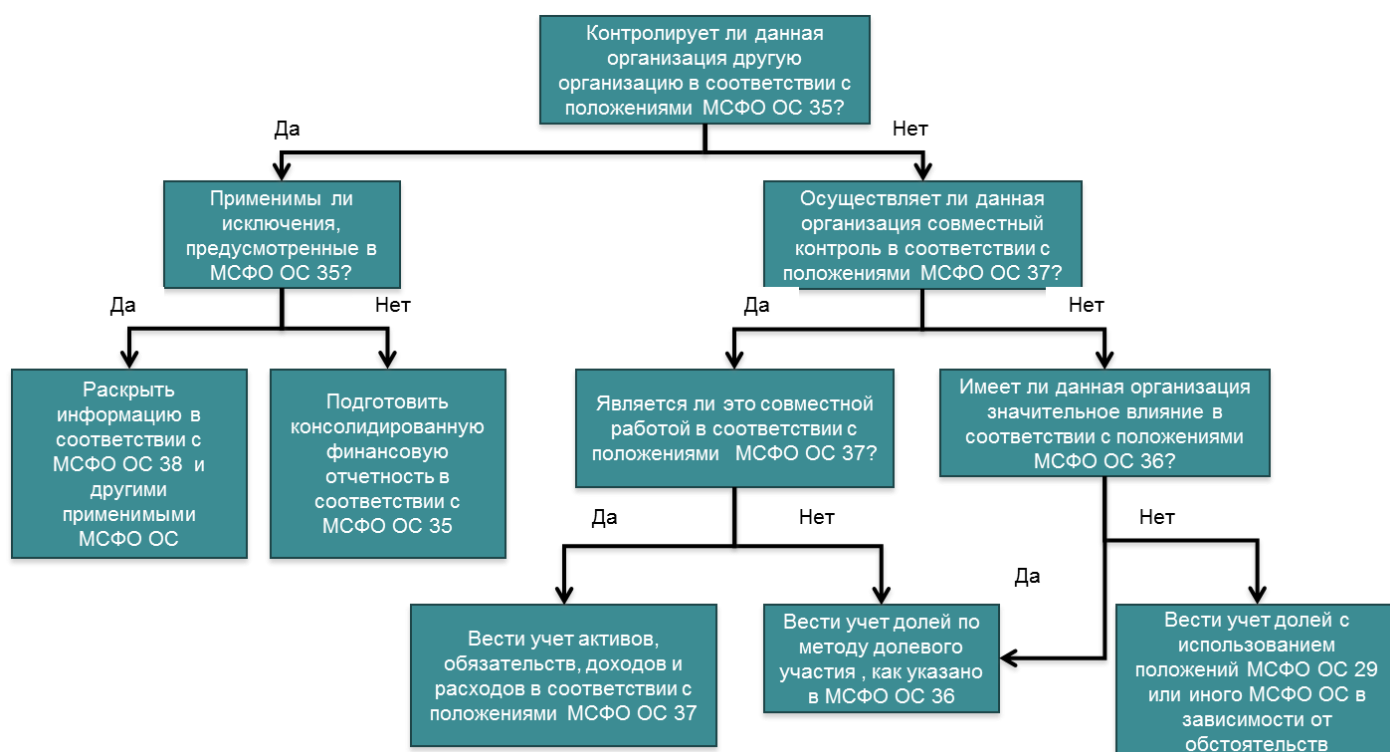 Контролирует ли данная
организация другую
организацию в соответствии с
положениями МСФО ОС 35?
Да
Нет
Применимы ли
исключения,
предусмотренные в
МСФО ОС 35?
Осуществляет ли данная
организация совместный
контроль в соответствии с
положениями МСФО ОС 37?
Да
Нет
Да
Нет
Раскрыть
информацию в
соответствии с
МСФО ОС 38 и
другими
применимыми
МСФО ОС
Подготовить
консолидированную
финансовую
отчетность в
соответствии с
МСФО ОС 35
Является ли это совместной
работой в соответствии с
положениями МСФО ОС 37?
Имеет ли данная организация
значительное влияние в
соответствии с положениями
МСФО ОС 36?
Да
Нет
Нет
Да
Вести учет активов,
обязательств, доходов и
расходов в соответствии с
положениями МСФО ОС 37
Вести учет долей по
методу долевого
участия , как указано
в МСФО ОС 36
Вести учет долей с
использованием
положений МСФО ОС 29
или иного МСФО ОС в
зависимости от
обстоятельств